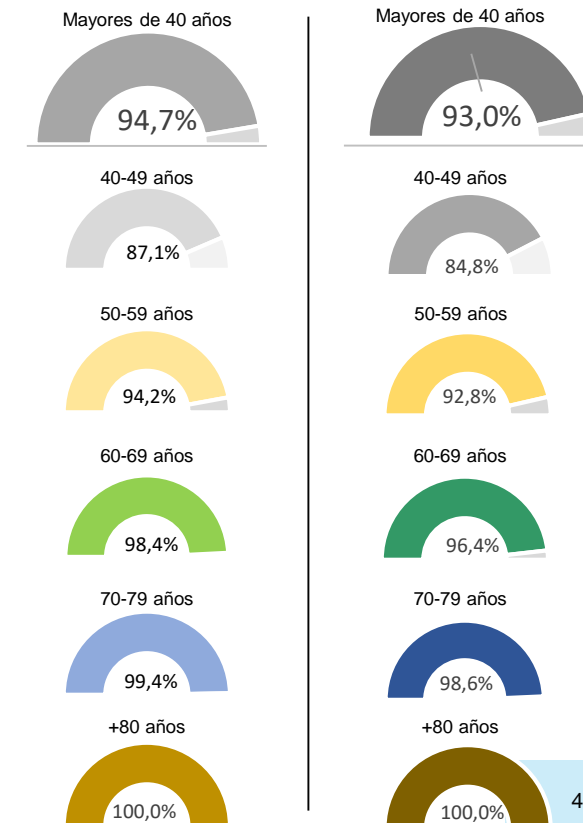 Mayores de 40 años
94,7%
40-49 años
87,1%
50-59 años
94,2%
60-69 años
98,4%
70-79 años
99,4%
+80 años
100,0%
Mayores de 40 años
93,0%
40-49 años
84,8%
50-59 años
92,8%
60-69 años
96,4%
70-79 años
98,6%
+80 años
100,0%
4